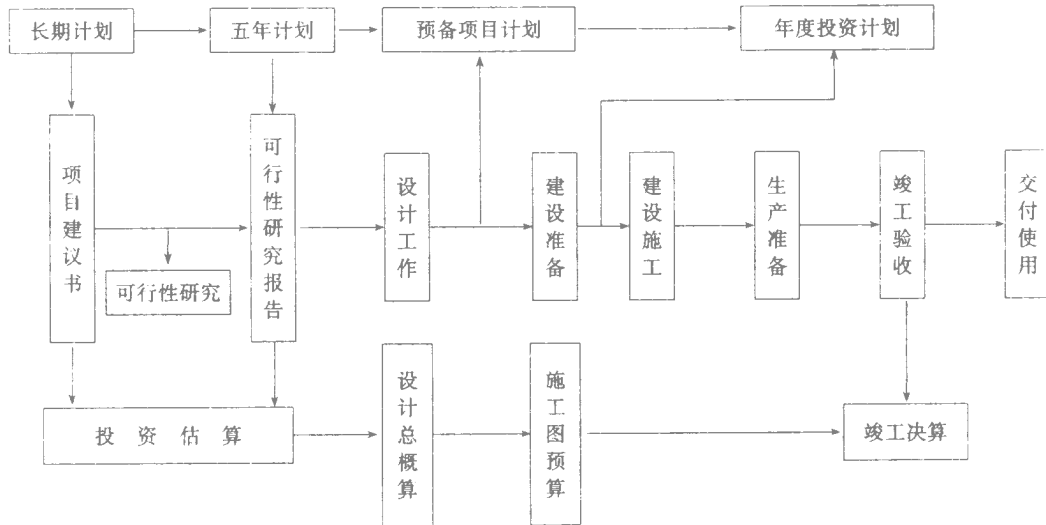 长期计划
五年计划
预备项目计划
年度投资计划
项目建议书
可行性研究
可行性研究报告
设计工作
建设准备
建设施工
生产准备
竣工验收
交付使用
投资估算
设计总概算
施工图预算
竣工决算